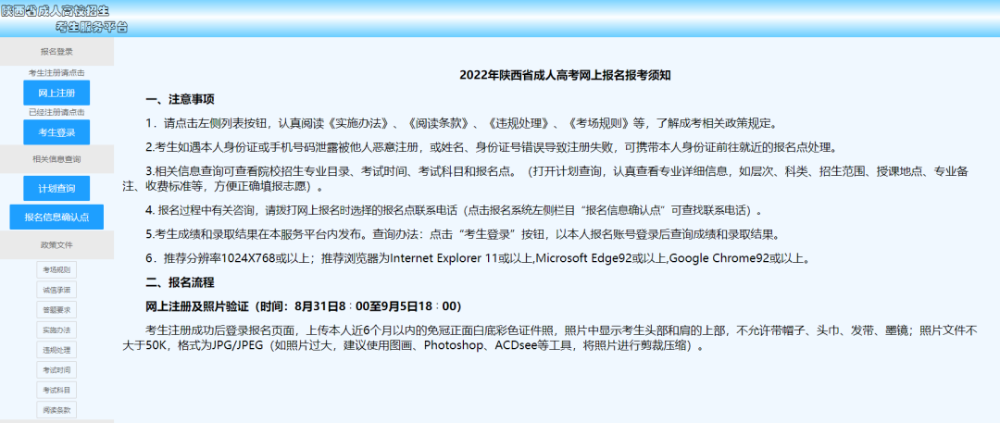 陕西省成人高校招生
考生服务平台
报名登录
考生注册请点击
网上注册
已经注册请点击
考生登录
相关信息查询
计划查询
报名信息确认点
政策文件
考场规则
诚信承诺
答题要求
实施办法
违规处理
考试时间
考试科目
阅读条款
2022年陕西省成人高考网上报名报考须知
一、注意事项
1．请点击左侧列表按钮，认真阅读《实施办法》、《阅读条款》、《违规处理》、《考场规则》等，了解成考相关政策规定。
2.考生如遇本人身份证或手机号码泄露被他人恶意注册，或姓名、身份证号错误导致注册失败，可携带本人身份证前往就近的报名点处理。
3.相关信息查询可查看院校招生专业目录、考试时间、考试科目和报名点。（打开计划查询，认真查看专业详细信息，如层次、科类、招生范围、授课地点、专业备
注、收费标准等，方便正确填报志愿）。
4. 报名过程中有关咨询，请拨打网上报名时选择的报名点联系电话（点击报名系统左侧栏目“报名信息确认点”可查找联系电话）。
5.考生成绩和录取结果在本服务平台内发布。查询办法：点击“考生登录”按钮，以本人报名账号登录后查询成绩和录取结果。
6．推荐分辨率1024X768或以上；推荐浏览器为Internet Explorer 11或以上,Microsoft Edge92或以上,Google Chrome92或以上。
二、报名流程
网上注册及照片验证（时间：8月31日8︰00至9月5日18︰00）
考生注册成功后登录报名页面，上传本人近6个月以内的免冠正面白底彩色证件照，照片中显示考生头部和肩的上部，不允许带帽子、头巾、发带、墨镜；照片文件不
大于50K，格式为JPG/JPEG（如照片过大，建议使用图画、Photoshop、ACDsee等工具，将照片进行剪裁压缩）。